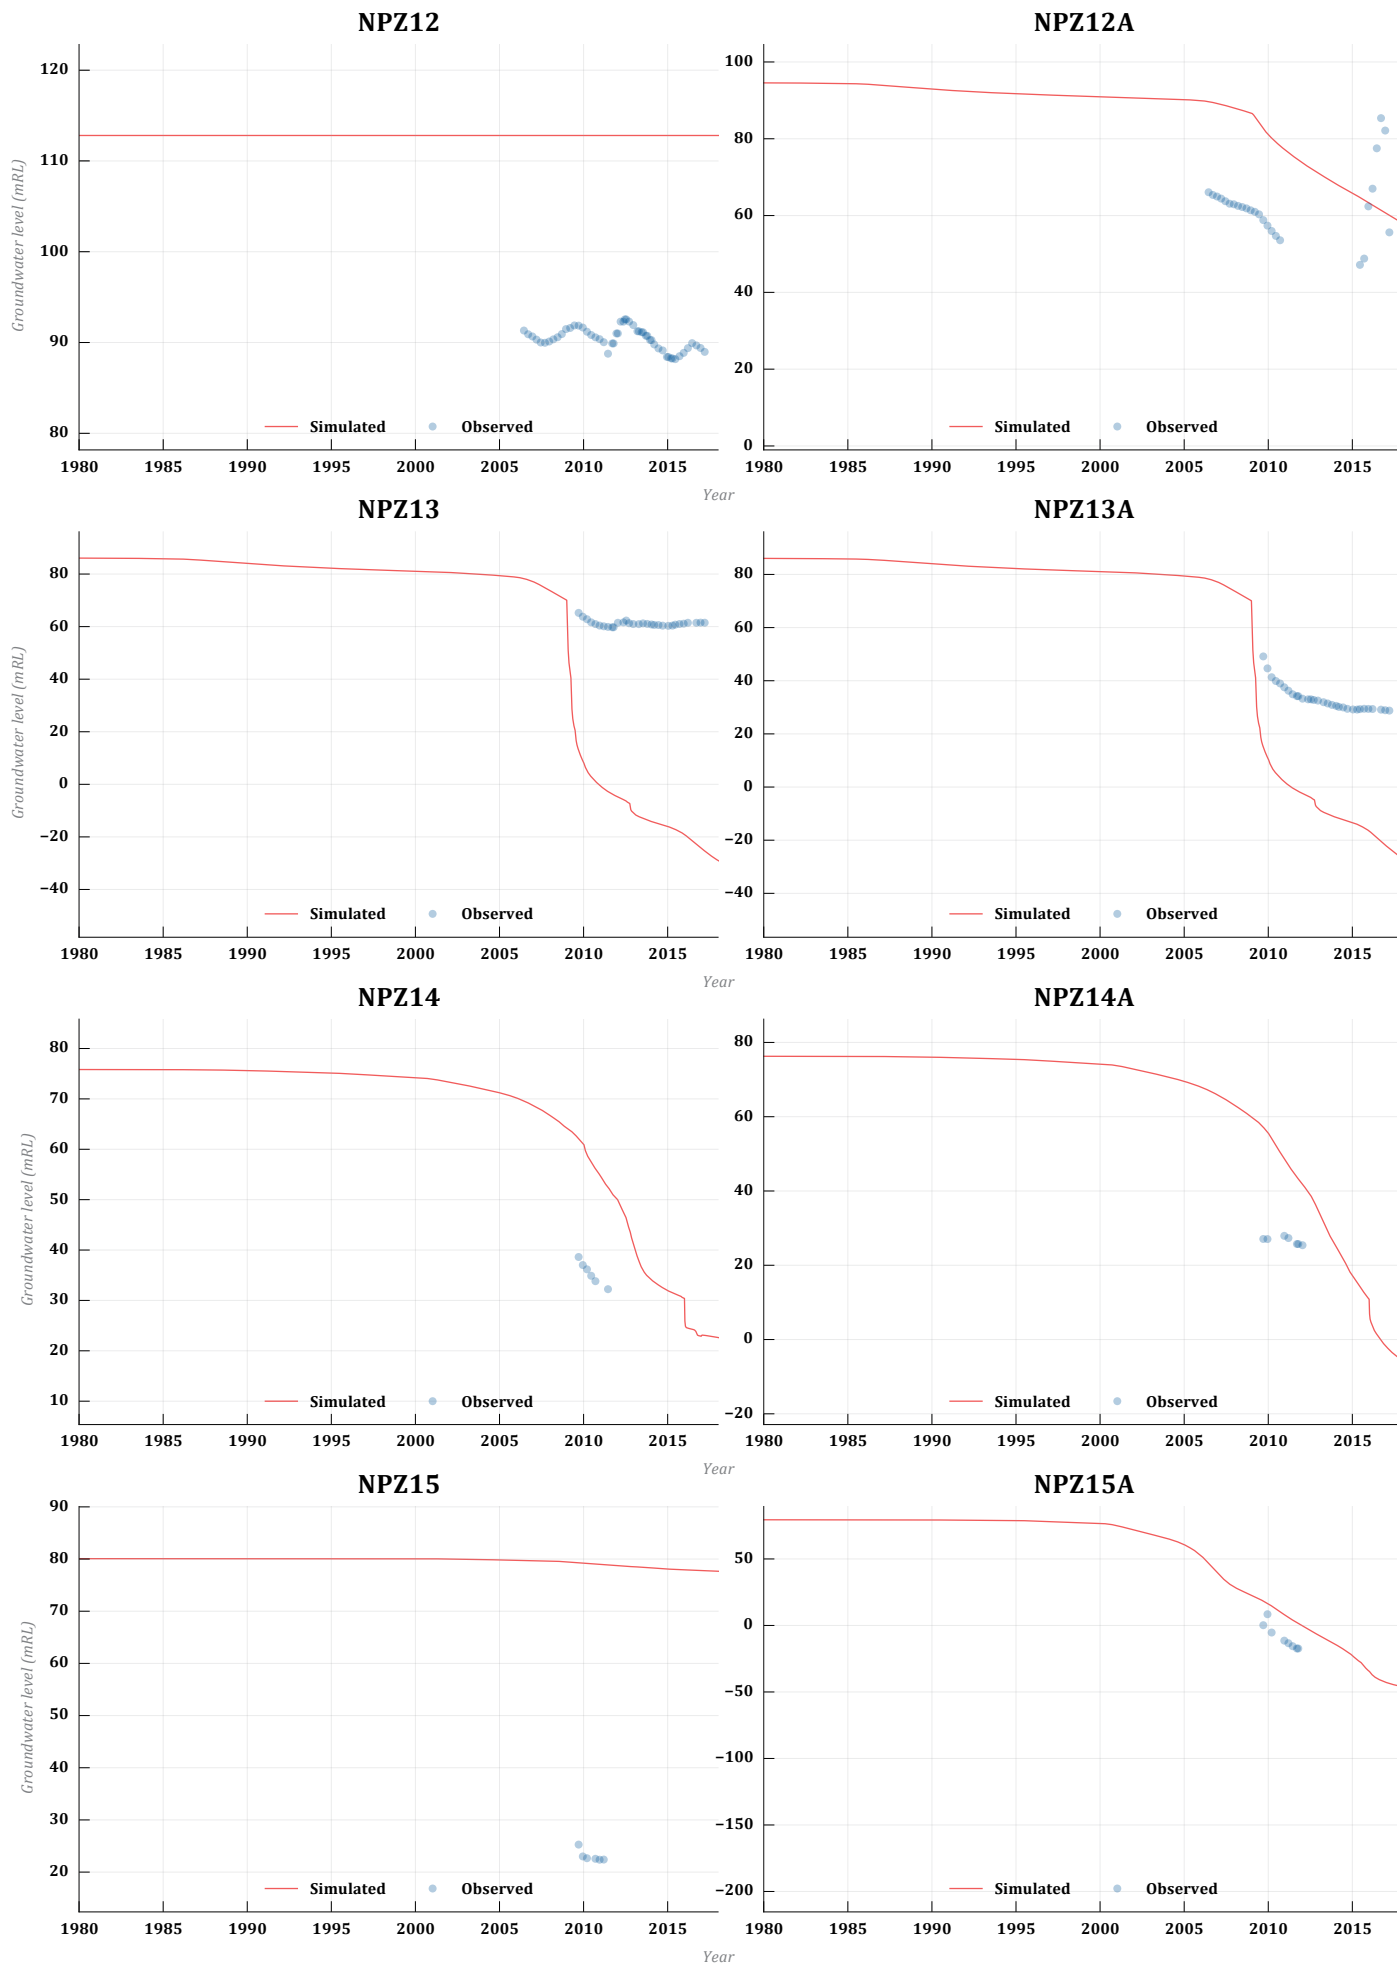 NPZ12 NPZ12A
120 100
110 80
100 60
90 40
80 20
0
Groundwater level (mRL)
Simulated Observed Simulated Observed
1980 1985 1990 1995 2000 2005 2010 2015 1980 1985 1990 1995 2000 2005 2010 2015
Year
NPZ13 NPZ13A
80 80
60 60
40 40
20 20
0 0
−20 −20
−40 −40
Groundwater level (mRL)
Simulated Observed Simulated Observed
1980 1985 1990 1995 2000 2005 2010 2015 1980 1985 1990 1995 2000 2005 2010 2015
Year
NPZ14 NPZ14A
80 80
70 60
60 40
50 20
40 0
30 −20
20
10
Groundwater level (mRL)
Simulated Observed Simulated Observed
1980 1985 1990 1995 2000 2005 2010 2015 1980 1985 1990 1995 2000 2005 2010 2015
Year
NPZ15 NPZ15A
90 50
80 0
70 −50
60 −100
50 −150
40 −200
30
20
Groundwater level (mRL)
Simulated Observed Simulated Observed
1980 1985 1990 1995 2000 2005 2010 2015 1980 1985 1990 1995 2000 2005 2010 2015
Year